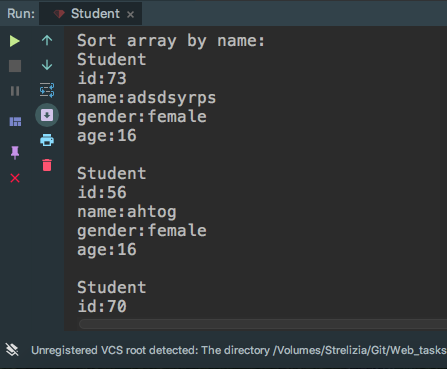 Run: Student ×
Sort array by name:
Student
id:73
name:adsdsyrps
gender:female
age:16
Student
id:56
name:ahtog
gender:female
age:16
Student
id:70
Unregistered VCS root detected: The directory /Volumes/Strelizia/Git/Web_tasks